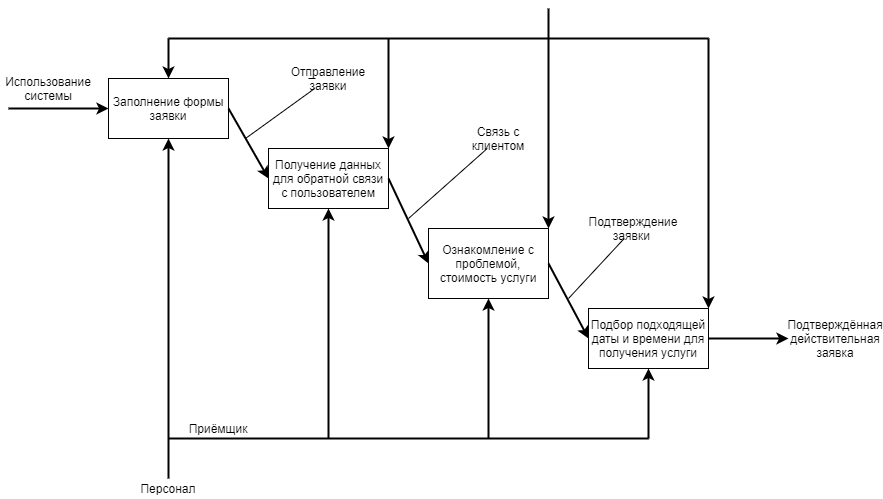 Использование
системы
Заполнение формы
заявки
Отправление
заявки
Получение данных
для обратной связи
с пользователем
Связь с
клиентом
Ознакомление с
проблемой,
стоимость услуги
Подтверждение
заявки
Подбор подходящей
даты и времени для
получения услуги
Подтверждённая
действительная
заявка
Приёмщик
Персонал